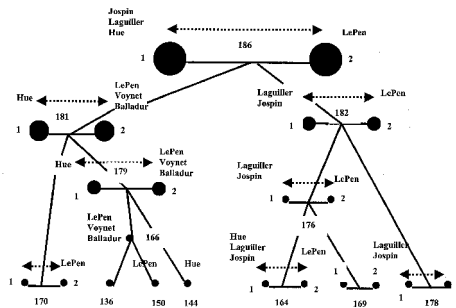 Jospin
Laguiller
Hue
LePen
1
186
2
LePen
Voynet
Balladur
Laguiller
Jospin
LePen
Hue
181
182
1
2
1
2
Hue
179
LePen
Voynet
Balladur
Laguiller
Jospin
LePen
1
2
1
2
LePen
Voynet
Balladur
166
176
Hue
Laguiller
Jospin
LePen
Laguiller
Jospin
LePen
Hue
1
2
1
2
1
2
1
2
170
136
150
144
164
169
178